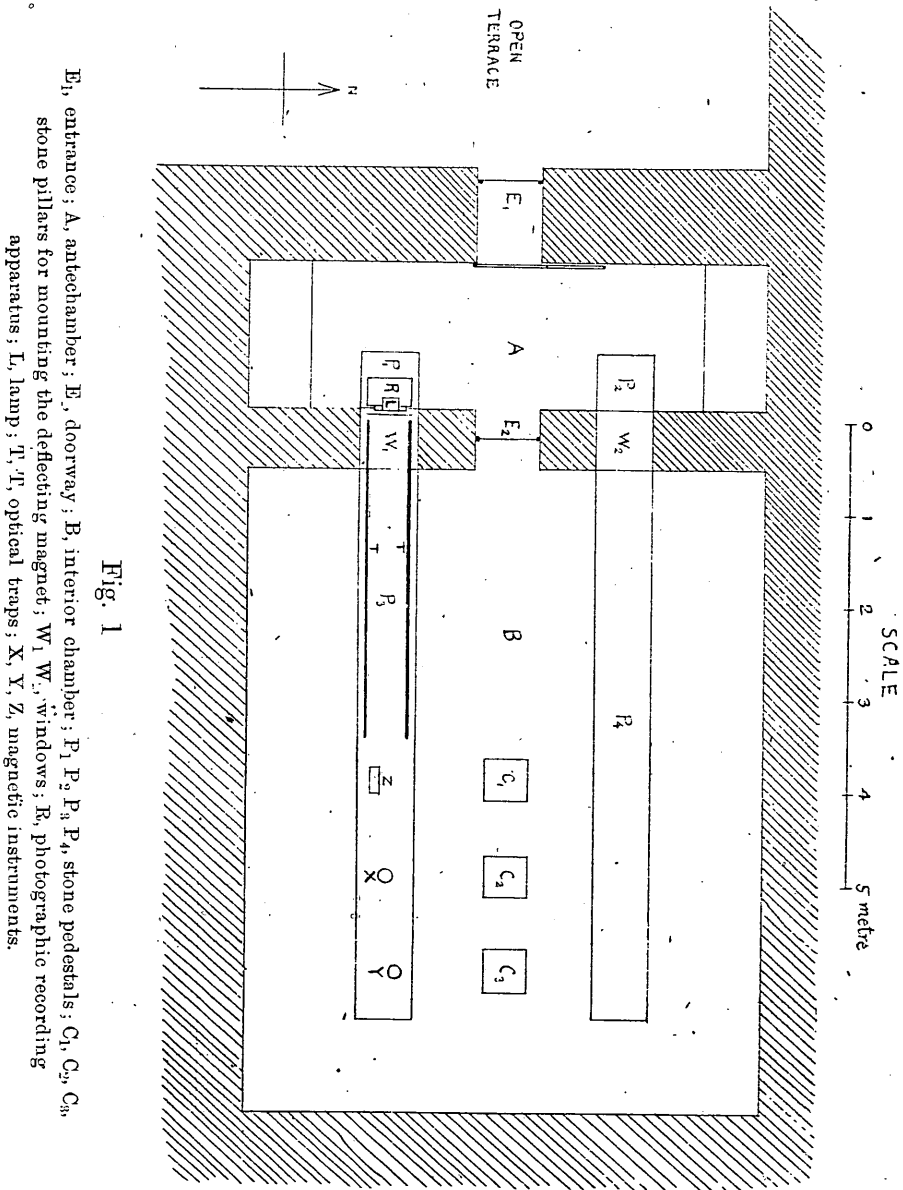 OPEN
TERRACE
N
E₁
A
P₁
R
L
P₂
E₂
W₁
W₂
T
T
P₃
B
P₄
Z
X
Y
C₁
C₂
C₃
SCALE
0 1 2 3 4 5 metre
Fig. 1
E₁, entrance; A, antechamber; E , doorway; B, interior chamber; P₁ P₂ P₃ P₄, stone pedestals; C₁, C₂, C₃,
stone pillars for mounting the deflecting magnet; W₁ W , windows; R, photographic recording
apparatus; L, lamp; T, T, optical traps; X, Y, Z, magnetic instruments.